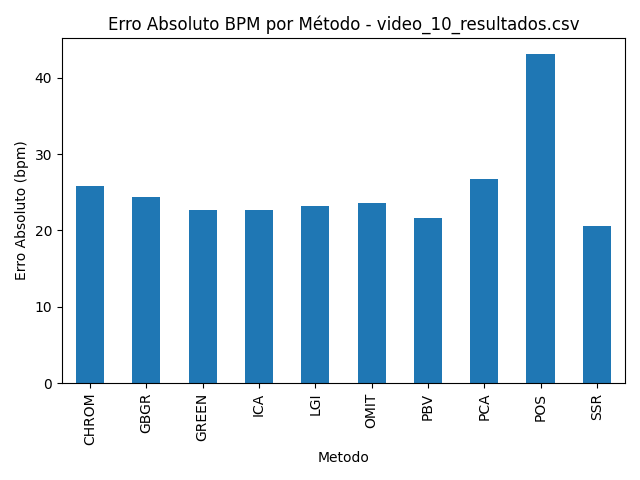 Erro Absoluto BPM por Método - video_10_resultados.csv
Erro Absoluto (bpm)
40
30
20
10
0
CHROM
GBGR
GREEN
ICA
LGI
OMIT
PBV
PCA
POS
SSR
Metodo